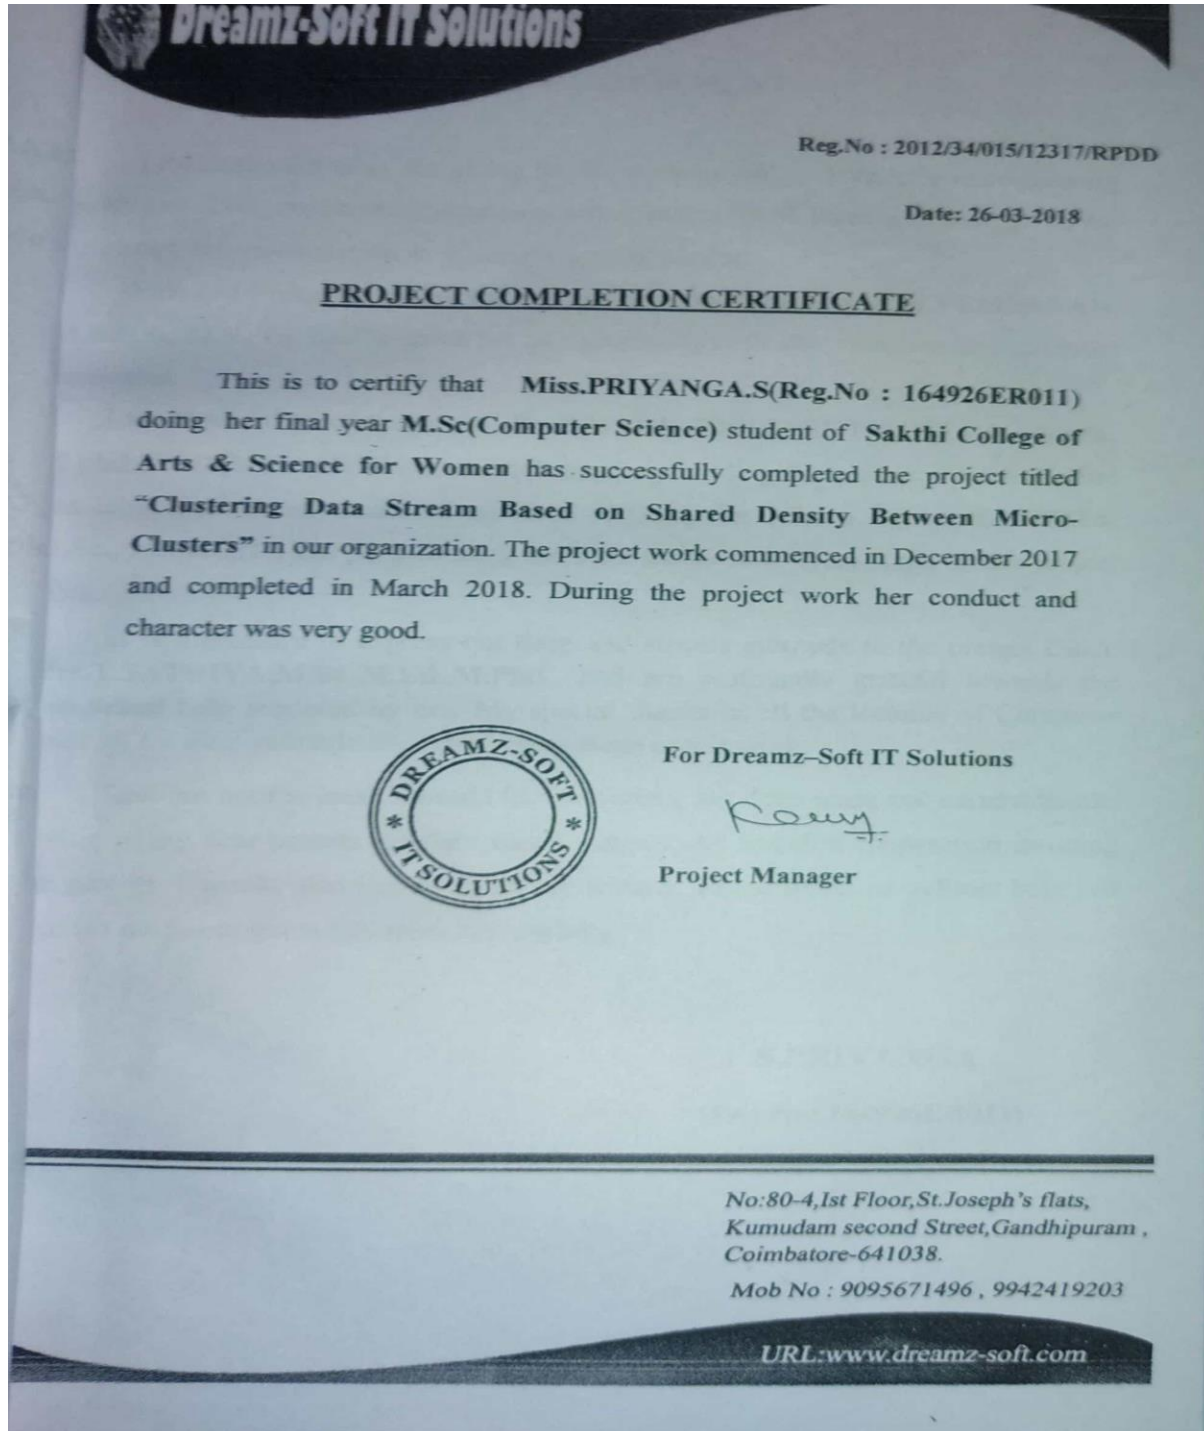 Dreamz-Soft IT Solutions
Reg.No : 2012/34/015/12317/RPDD
Date: 26-03-2018
PROJECT COMPLETION CERTIFICATE
This is to certify that Miss.PRIYANGA.S(Reg.No : 164926ER011)
doing her final year M.Sc(Computer Science) student of Sakthi College of
Arts & Science for Women has successfully completed the project titled
“Clustering Data Stream Based on Shared Density Between Micro-
Clusters” in our organization. The project work commenced in December 2017
and completed in March 2018. During the project work her conduct and
character was very good.
DREAMZ-SOFT
* IT SOLUTIONS *
For Dreamz–Soft IT Solutions
Project Manager
No:80-4,Ist Floor,St.Joseph’s flats,
Kumudam second Street,Gandhipuram ,
Coimbatore-641038.
Mob No : 9095671496 , 9942419203
URL:www.dreamz-soft.com